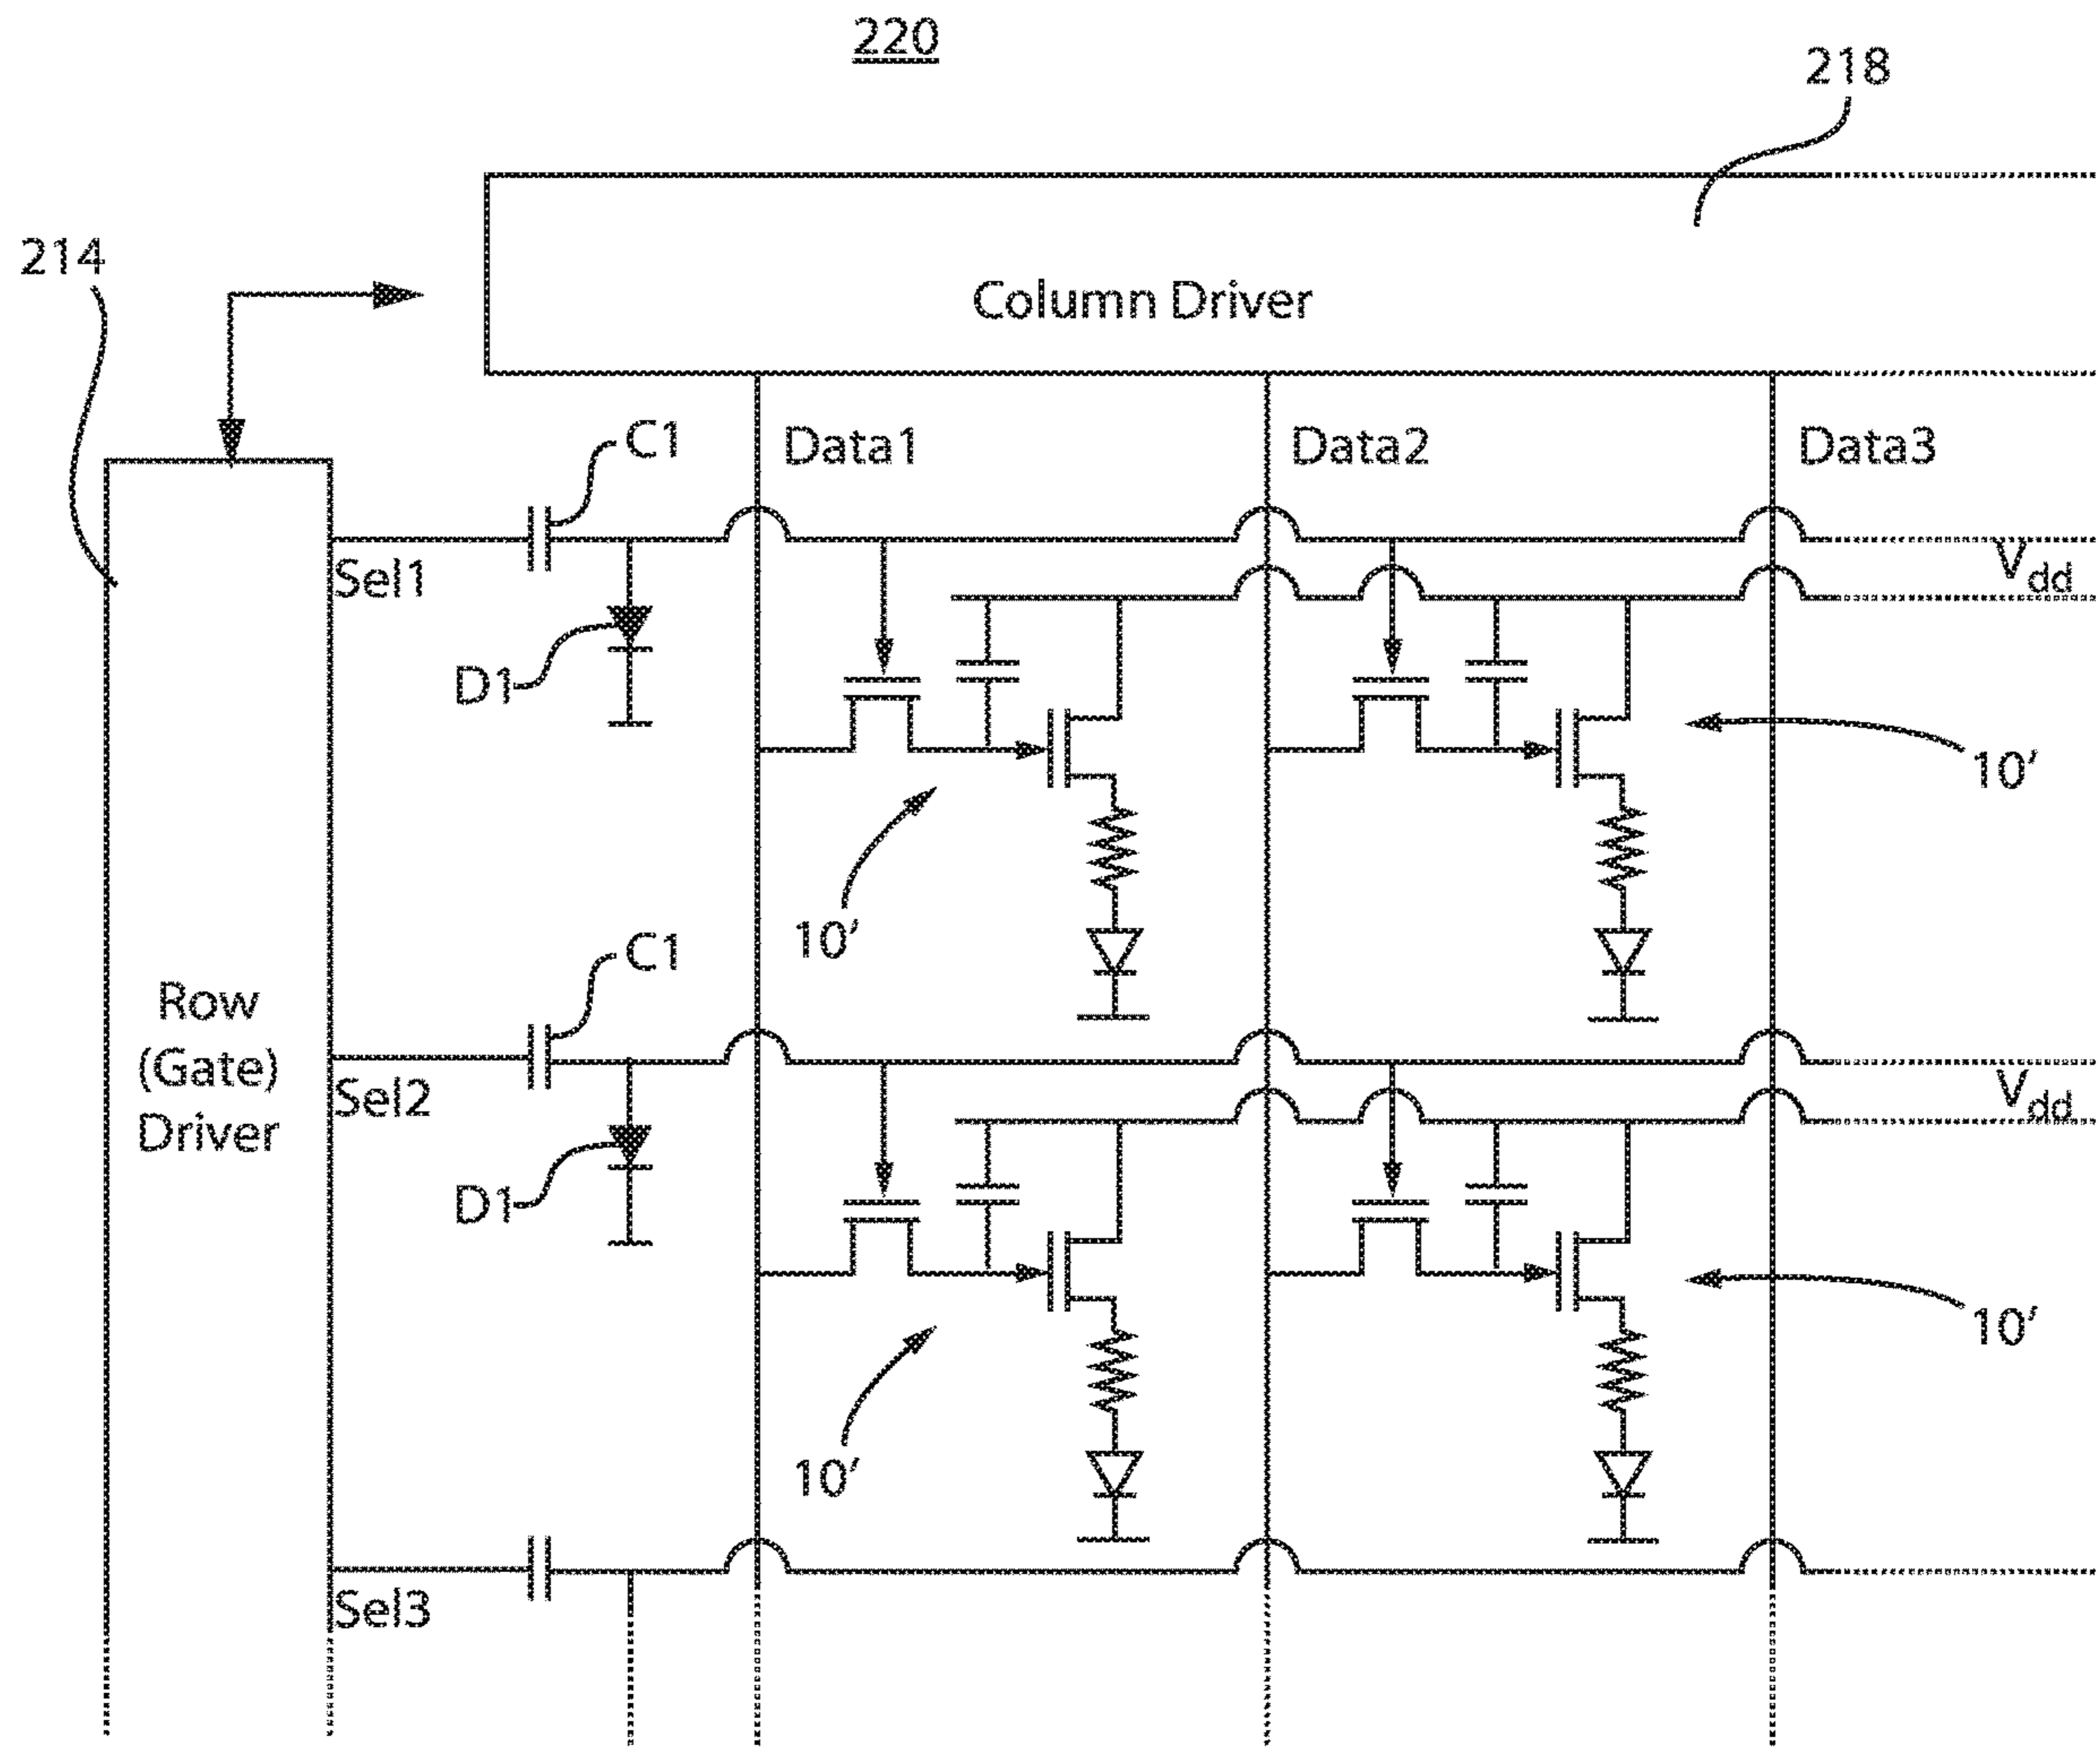 220
218
214
Column Driver
C1
Data1
Data2
Data3
Sel1
Vdd
D1
10’
10’
C1
Row
(Gate)
Driver
Sel2
Vdd
D1
10’
10’
Sel3